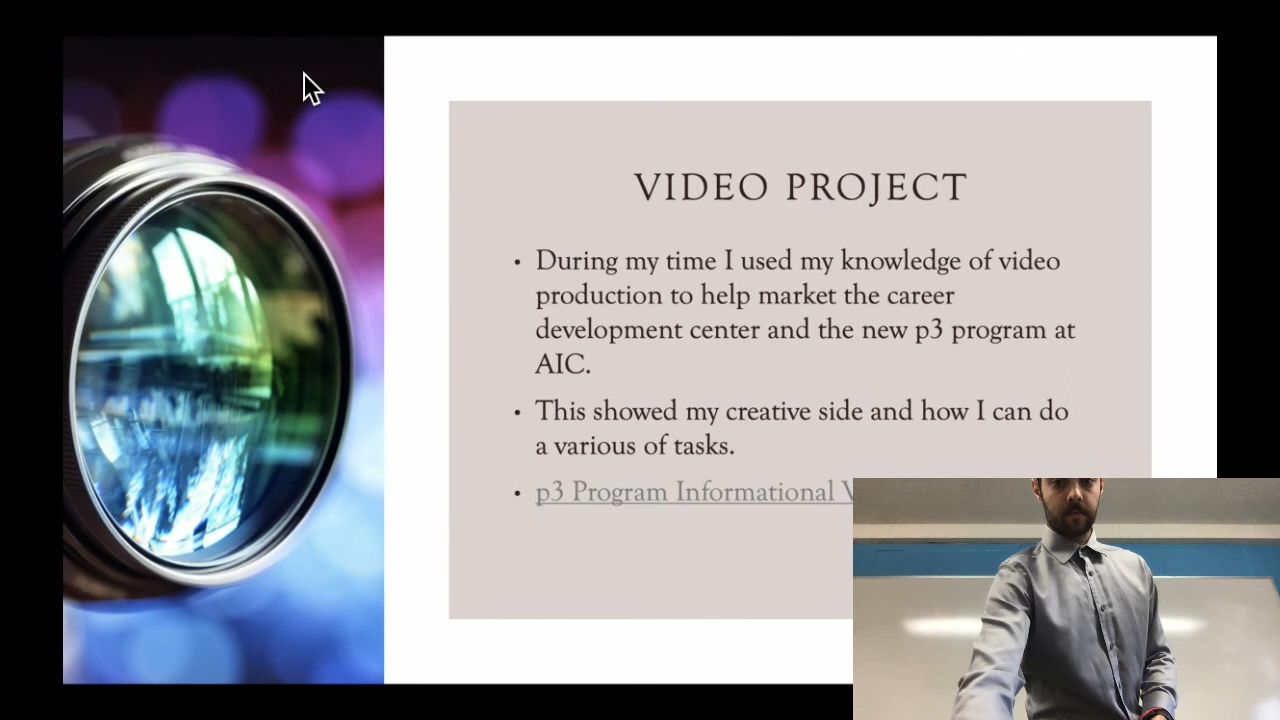 VIDEO PROJECT
• During my time I used my knowledge of video
production to help market the career
development center and the new p3 program at
AIC.
• This showed my creative side and how I can do
a various of tasks.
• p3 Program Informational